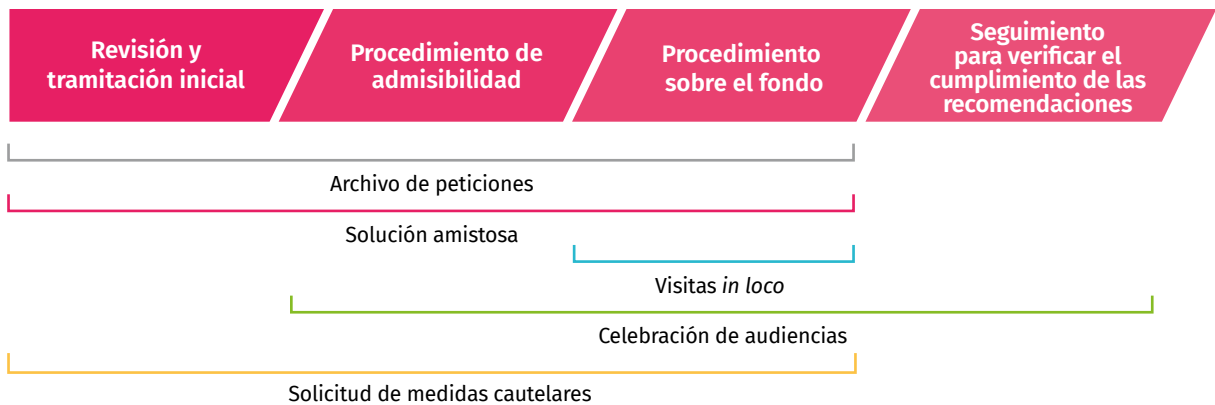 Revisión y
tramitación inicial
Procedimiento de
admisibilidad
Procedimiento
sobre el fondo
Seguimiento
para verificar el
cumplimiento de las
recomendaciones
Archivo de peticiones
Solución amistosa
Visitas in loco
Celebración de audiencias
Solicitud de medidas cautelares